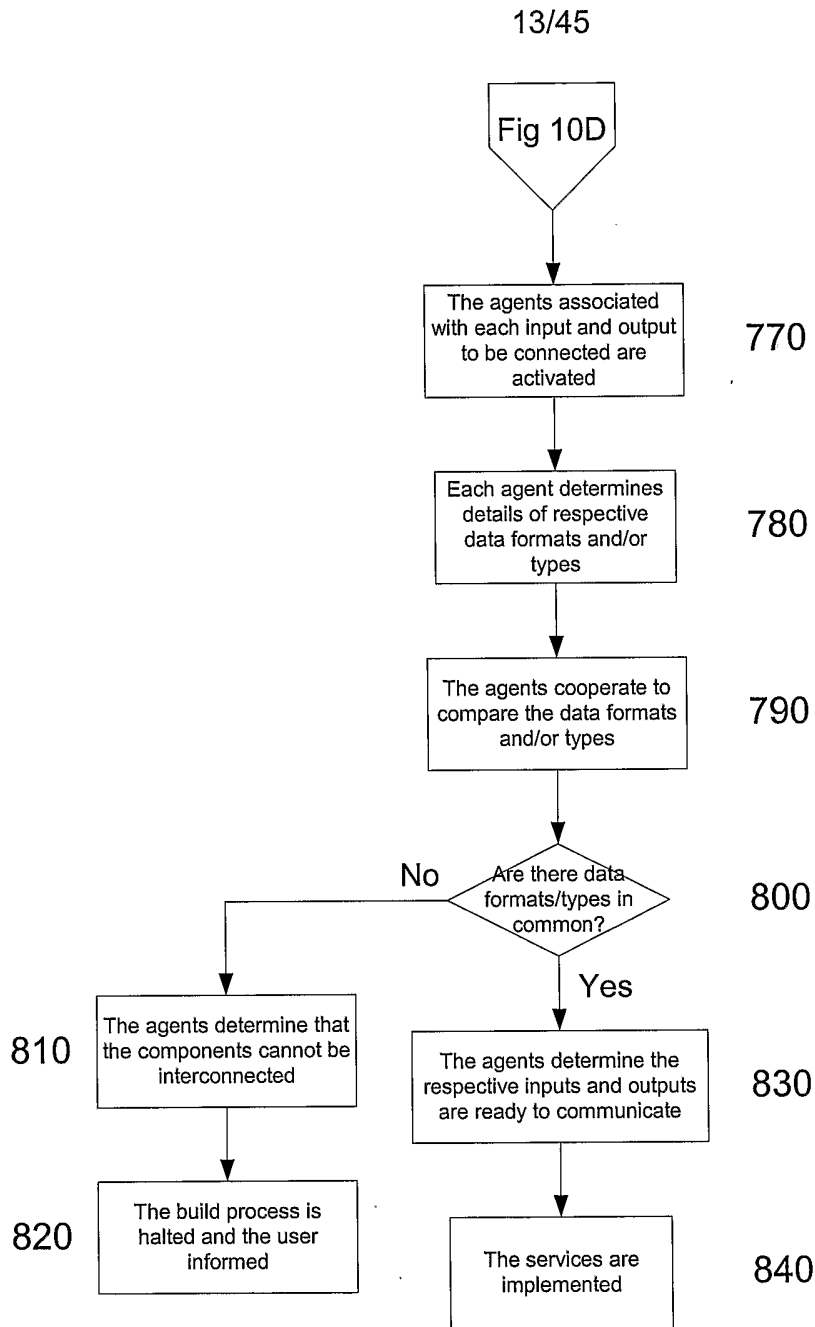 13/45
Fig 10D
The agents associated
with each input and output
to be connected are
activated
770
Each agent determines
details of respective
data formats and/or
types
780
The agents cooperate to
compare the data formats
and/or types
790
No
Are there data
formats/types in
common?
800
Yes
810
The agents determine that
the components cannot be
interconnected
The agents determine the
respective inputs and outputs
are ready to communicate
830
820
The build process is
halted and the user
informed
The services are
implemented
840